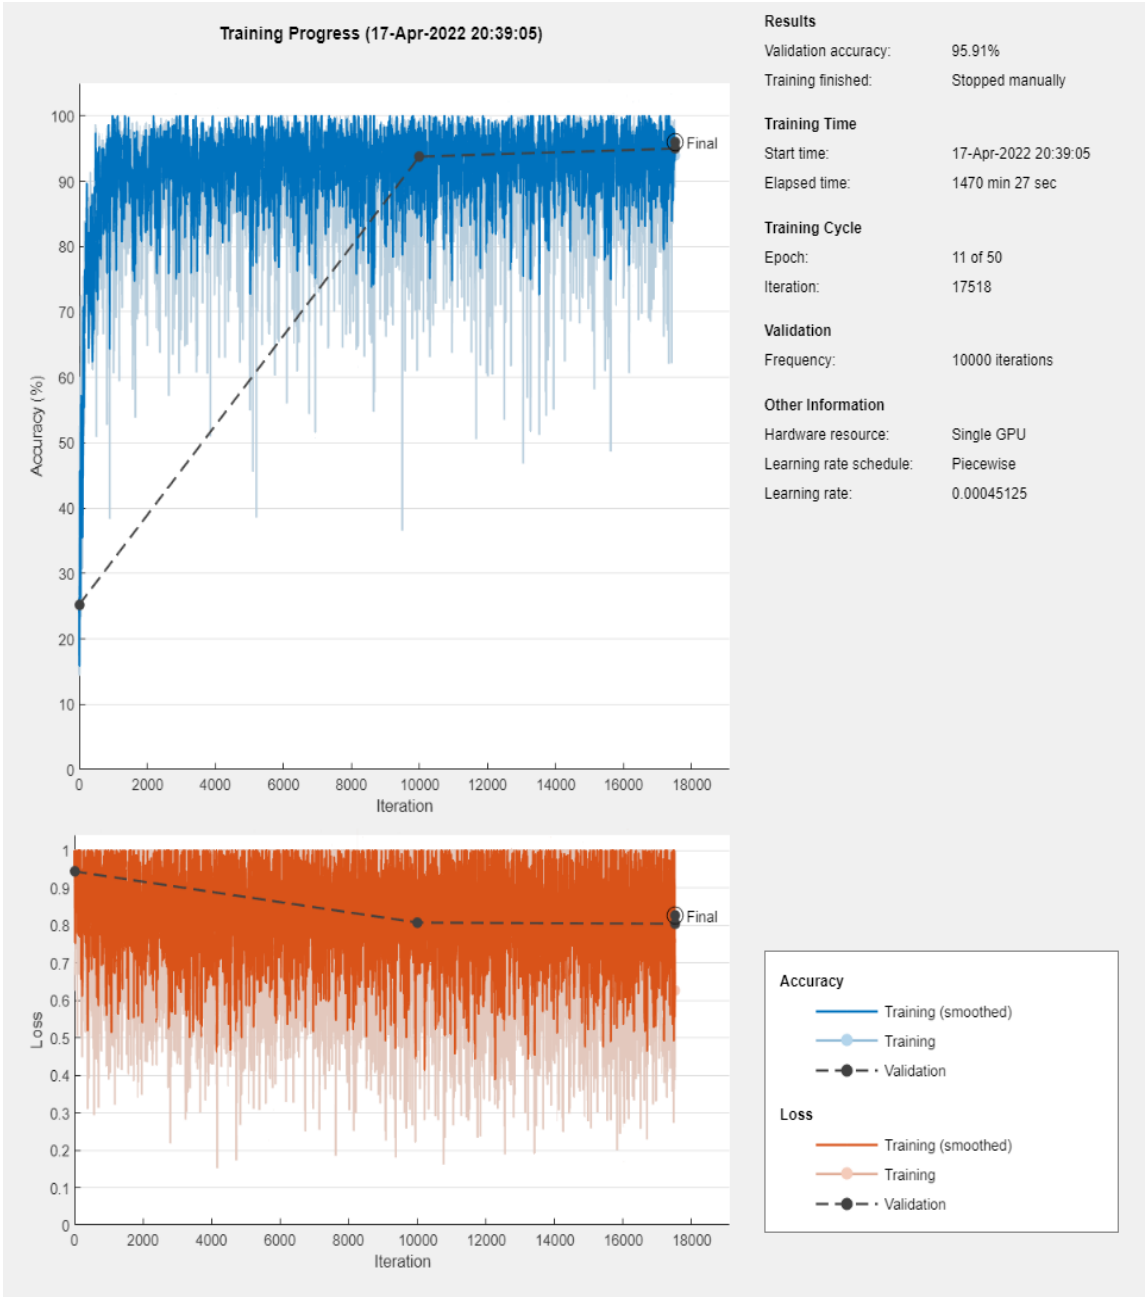 Training Progress (17-Apr-2022 20:39:05)
100
90
80
70
60
50
40
30
20
10
0
Accuracy (%)
Final
0 2000 4000 6000 8000 10000 12000 14000 16000 18000
Iteration
1
0.9
0.8
0.7
0.6
0.5
0.4
0.3
0.2
0.1
0
Loss
Final
0 2000 4000 6000 8000 10000 12000 14000 16000 18000
Iteration
Results
Validation accuracy: 95.91%
Training finished: Stopped manually
Training Time
Start time: 17-Apr-2022 20:39:05
Elapsed time: 1470 min 27 sec
Training Cycle
Epoch: 11 of 50
Iteration: 17518
Validation
Frequency: 10000 iterations
Other Information
Hardware resource: Single GPU
Learning rate schedule: Piecewise
Learning rate: 0.00045125
Accuracy
Training (smoothed)
Training
Validation
Loss
Training (smoothed)
Training
Validation